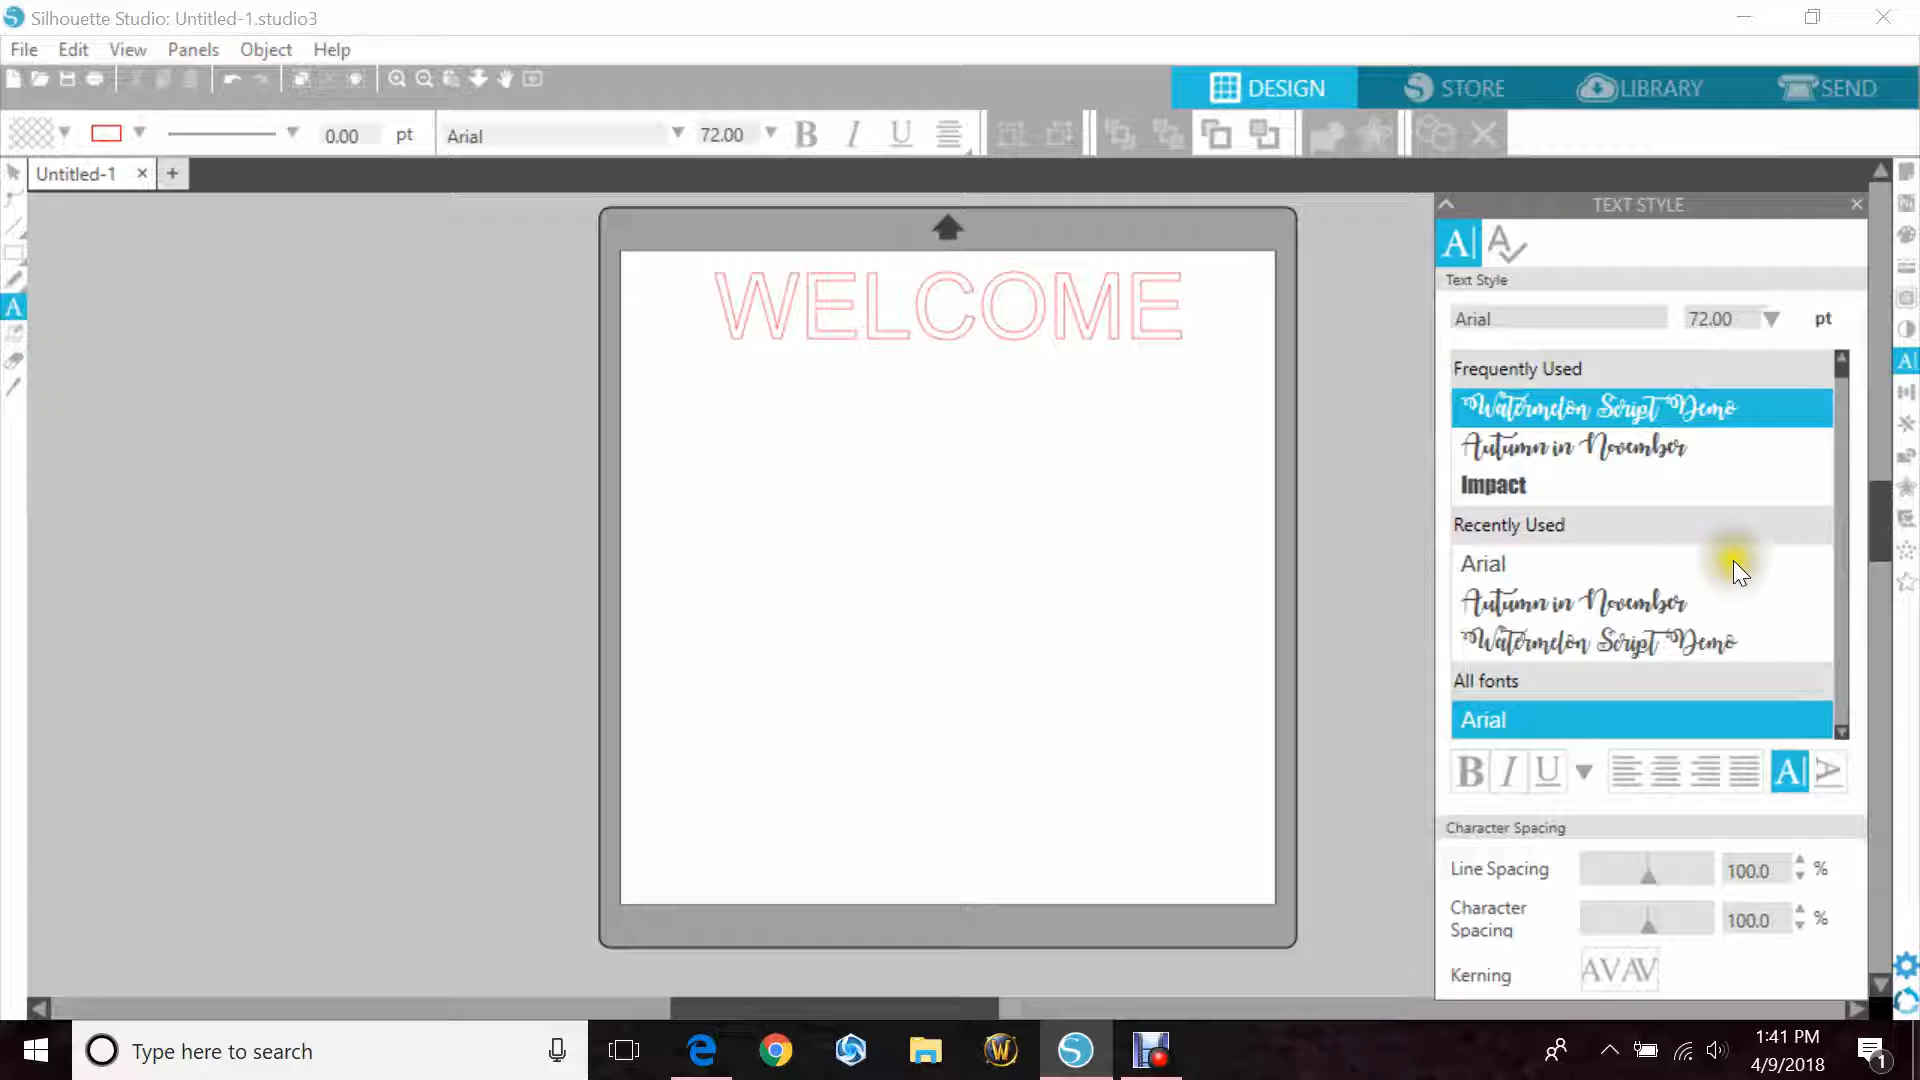 Silhouette Studio: Untitled-1.studio3
File Edit View Panels Object Help
DESIGN STORE LIBRARY SEND
0.00 pt Arial 72.00 B I U
Untitled-1
TEXT STYLE
A
Text Style
Arial 72.00 pt
WELCOME
Frequently Used
Watermelon Script Demo
Autumn in November
Impact
Recently Used
Arial
Autumn in November
Watermelon Script Demo
All fonts
Arial
B I U A A
Character Spacing
Line Spacing 100.0 %
Character Spacing 100.0 %
Kerning AVAV
Type here to search
1:41 PM
4/9/2018
1